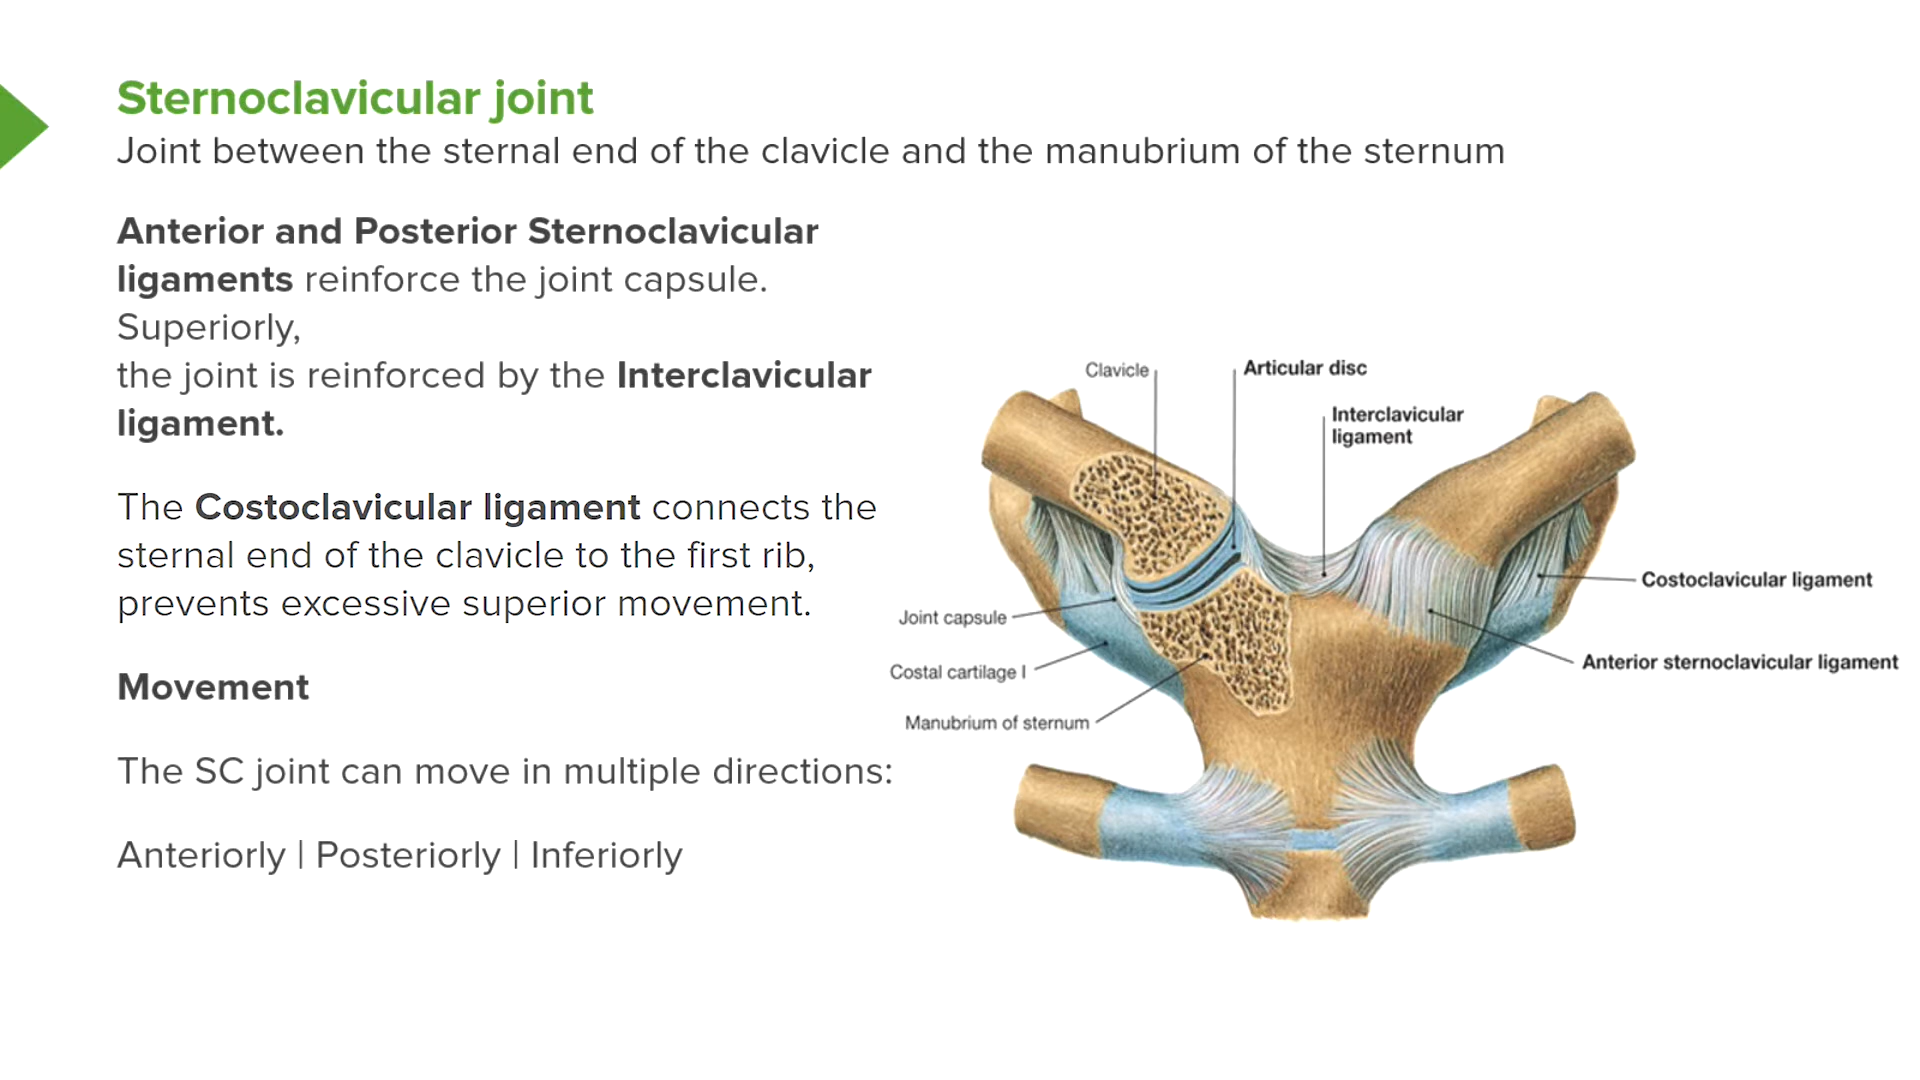 Sternoclavicular joint
Joint between the sternal end of the clavicle and the manubrium of the sternum
Anterior and Posterior Sternoclavicular
ligaments reinforce the joint capsule.
Superiorly,
the joint is reinforced by the Interclavicular
ligament.
The Costoclavicular ligament connects the
sternal end of the clavicle to the first rib,
prevents excessive superior movement.
Movement
The SC joint can move in multiple directions:
Anteriorly | Posteriorly | Inferiorly
Clavicle
Articular disc
Interclavicular
ligament
Costoclavicular ligament
Joint capsule
Anterior sternoclavicular ligament
Costal cartilage I
Manubrium of sternum